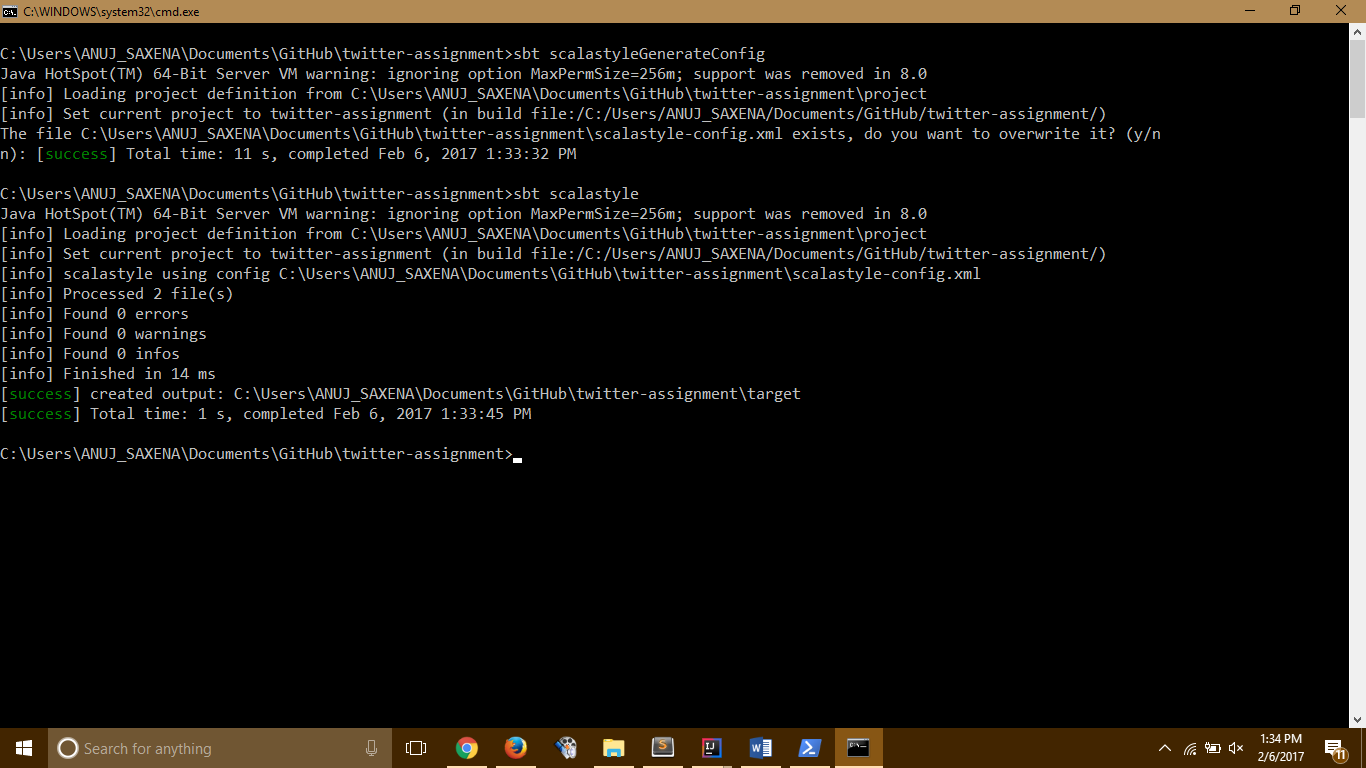 C:\WINDOWS\system32\cmd.exe
C:\Users\ANUJ_SAXENA\Documents\GitHub\twitter-assignment>sbt scalastyleGenerateConfig
Java HotSpot(TM) 64-Bit Server VM warning: ignoring option MaxPermSize=256m; support was removed in 8.0
[info] Loading project definition from C:\Users\ANUJ_SAXENA\Documents\GitHub\twitter-assignment\project
[info] Set current project to twitter-assignment (in build file:/C:/Users/ANUJ_SAXENA/Documents/GitHub/twitter-assignment/)
The file C:\Users\ANUJ_SAXENA\Documents\GitHub\twitter-assignment\scalastyle-config.xml exists, do you want to overwrite it? (y/n
n): [success] Total time: 11 s, completed Feb 6, 2017 1:33:32 PM
C:\Users\ANUJ_SAXENA\Documents\GitHub\twitter-assignment>sbt scalastyle
Java HotSpot(TM) 64-Bit Server VM warning: ignoring option MaxPermSize=256m; support was removed in 8.0
[info] Loading project definition from C:\Users\ANUJ_SAXENA\Documents\GitHub\twitter-assignment\project
[info] Set current project to twitter-assignment (in build file:/C:/Users/ANUJ_SAXENA/Documents/GitHub/twitter-assignment/)
[info] scalastyle using config C:\Users\ANUJ_SAXENA\Documents\GitHub\twitter-assignment\scalastyle-config.xml
[info] Processed 2 file(s)
[info] Found 0 errors
[info] Found 0 warnings
[info] Found 0 infos
[info] Finished in 14 ms
[success] created output: C:\Users\ANUJ_SAXENA\Documents\GitHub\twitter-assignment\target
[success] Total time: 1 s, completed Feb 6, 2017 1:33:45 PM
C:\Users\ANUJ_SAXENA\Documents\GitHub\twitter-assignment>
Search for anything
1:34 PM
2/6/2017
11